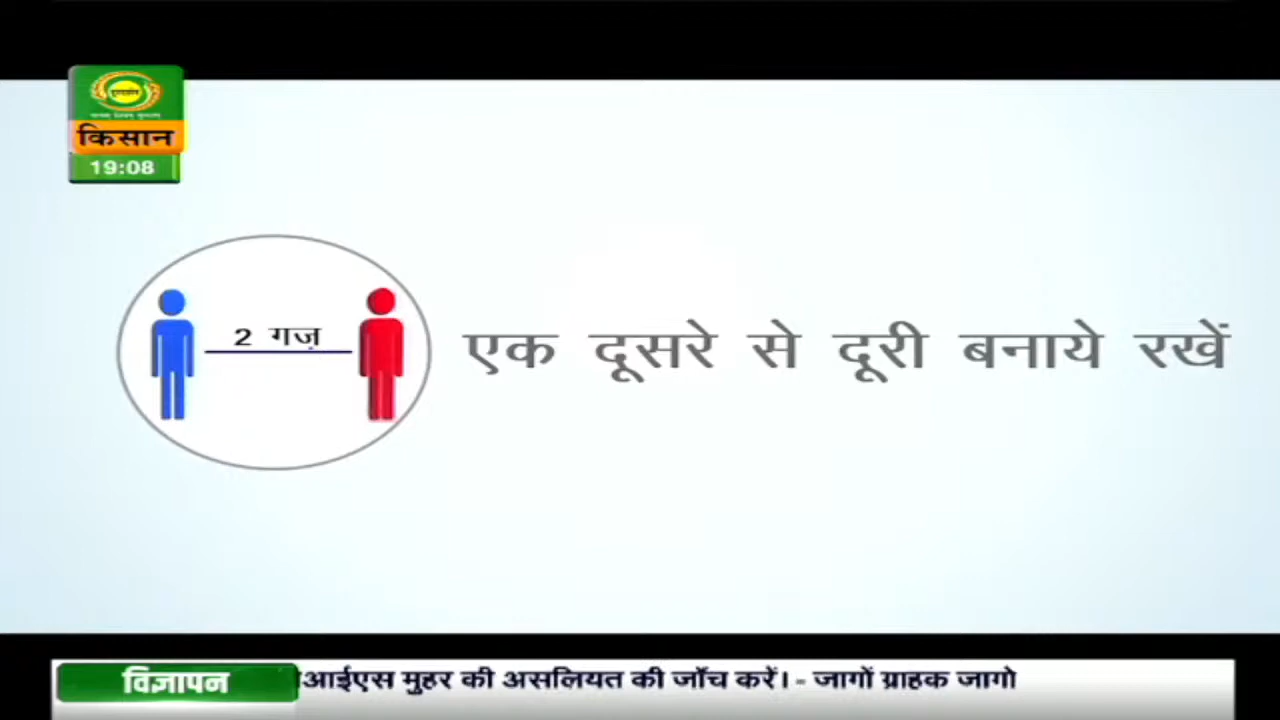 किसान
19:08
2 गज़
एक दूसरे से दूरी बनाये रखें
विज्ञापन
आईएस मुहर की असलियत की जॉच करें। - जागों ग्राहक जागो